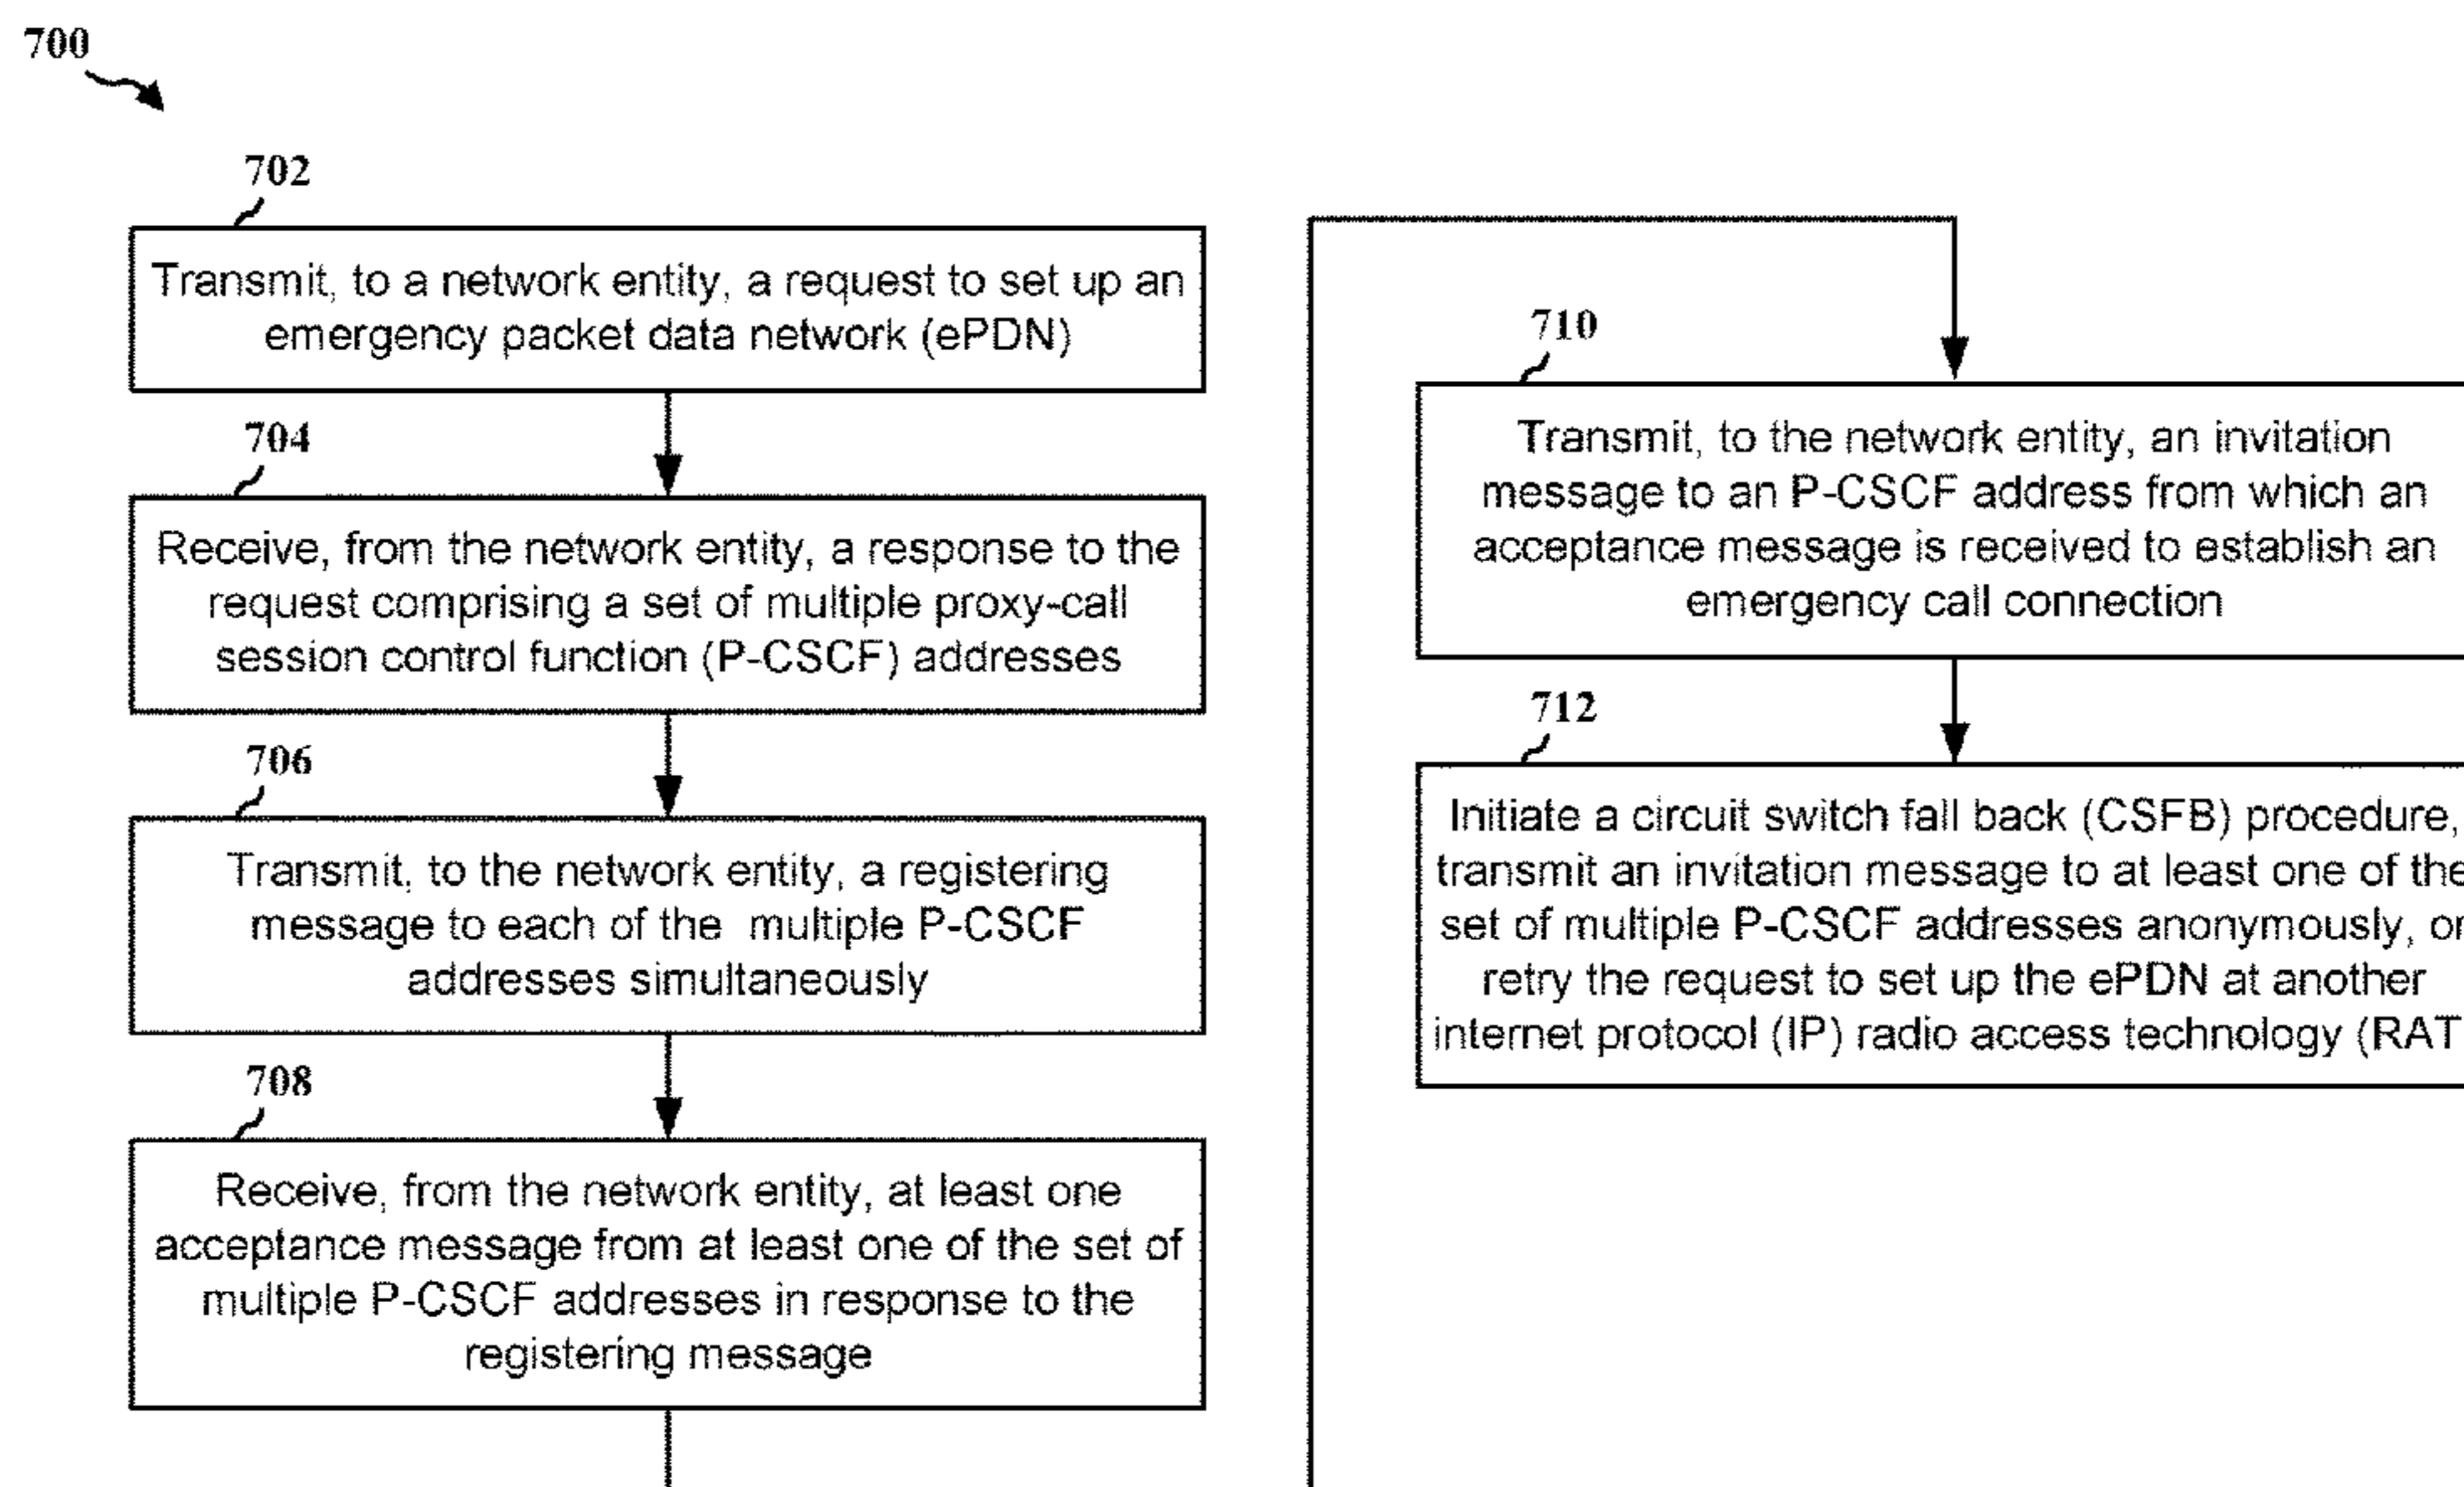 700
702
Transmit, to a network entity, a request to set up an
emergency packet data network (ePDN)
704
Receive, from the network entity, a response to the
request comprising a set of multiple proxy-call
session control function (P-CSCF) addresses
706
Transmit, to the network entity, a registering
message to each of the multiple P-CSCF
addresses simultaneously
708
Receive, from the network entity, at least one
acceptance message from at least one of the set of
multiple P-CSCF addresses in response to the
registering message
710
Transmit, to the network entity, an invitation
message to an P-CSCF address from which an
acceptance message is received to establish an
emergency call connection
712
Initiate a circuit switch fall back (CSFB) procedure,
transmit an invitation message to at least one of the
set of multiple P-CSCF addresses anonymously, or
retry the request to set up the ePDN at another
internet protocol (IP) radio access technology (RAT